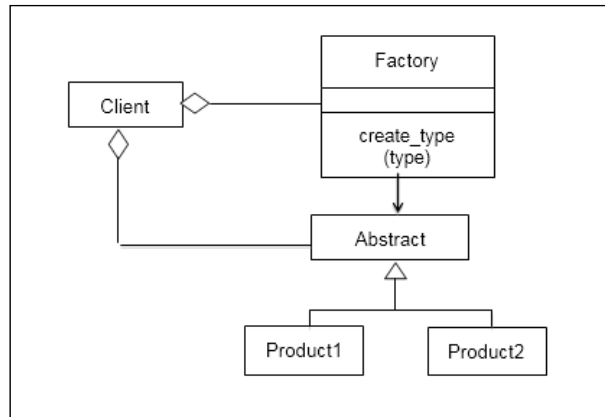 Factory
Client
create_type
(type)
Abstract
Product1
Product2